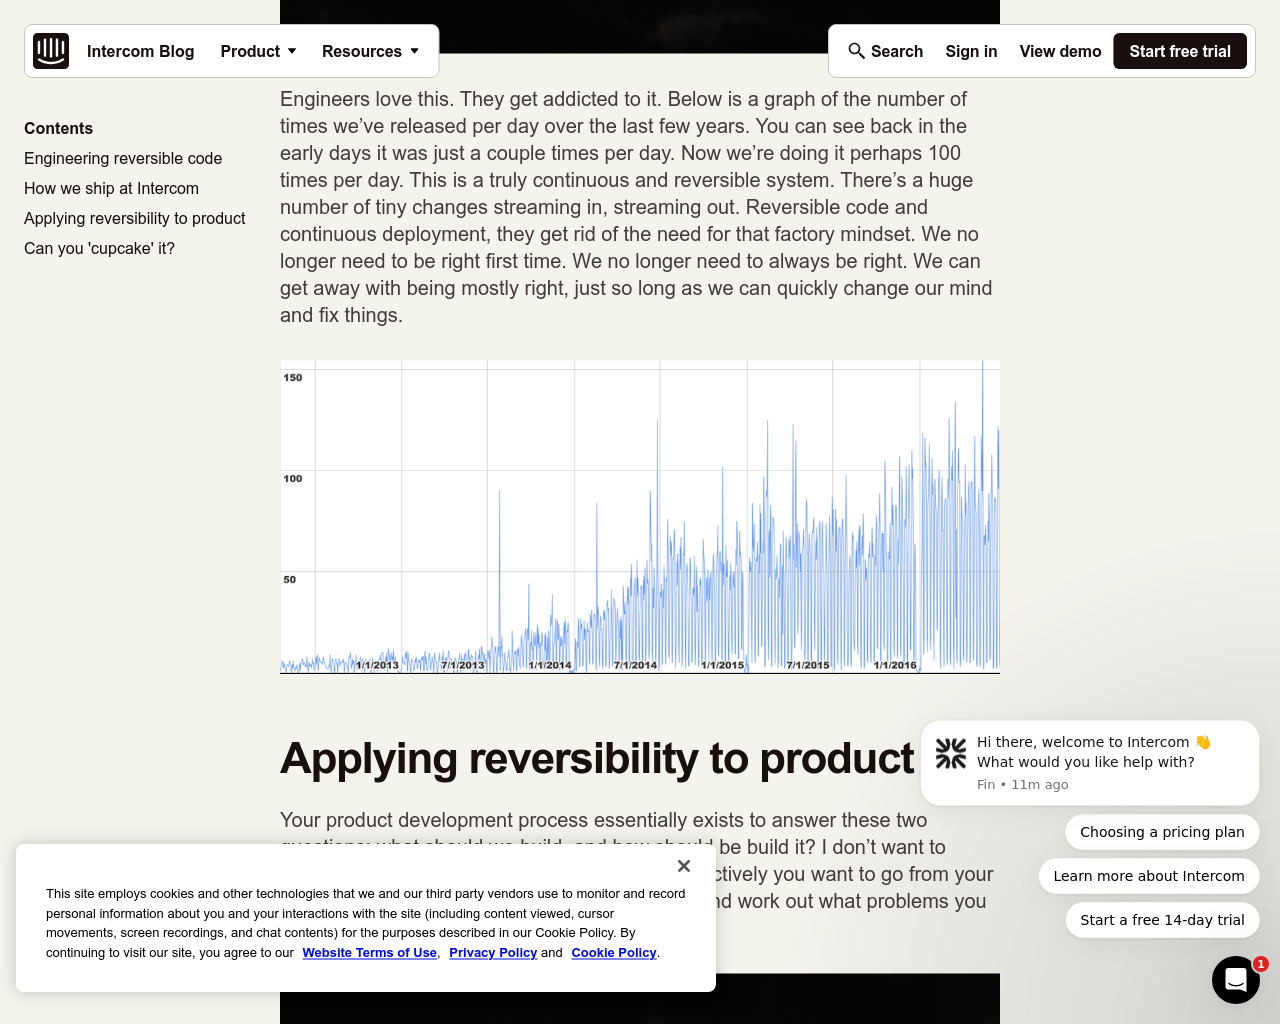 Intercom Blog
Product
Resources
Search
Sign in
View demo
Start free trial
Contents
Engineering reversible code
How we ship at Intercom
Applying reversibility to product
Can you 'cupcake' it?
Engineers love this. They get addicted to it. Below is a graph of the number of
times we’ve released per day over the last few years. You can see back in the
early days it was just a couple times per day. Now we’re doing it perhaps 100
times per day. This is a truly continuous and reversible system. There’s a huge
number of tiny changes streaming in, streaming out. Reversible code and
continuous deployment, they get rid of the need for that factory mindset. We no
longer need to be right first time. We no longer need to always be right. We can
get away with being mostly right, just so long as we can quickly change our mind
and fix things.
150
100
50
1/1/2013
7/1/2013
1/1/2014
7/1/2014
1/1/2015
7/1/2015
1/1/2016
Applying reversibility to product
Your product development process essentially exists to answer these two
be build it? I don’t want to
you want to go from your
work out what problems you
Hi there, welcome to Intercom 👋
What would you like help with?
Fin • 11m ago
Choosing a pricing plan
Learn more about Intercom
Start a free 14-day trial
1
This site employs cookies and other technologies that we and our third party vendors use to monitor and record
personal information about you and your interactions with the site (including content viewed, cursor
movements, screen recordings, and chat contents) for the purposes described in our Cookie Policy. By
continuing to visit our site, you agree to our Website Terms of Use, Privacy Policy and Cookie Policy.